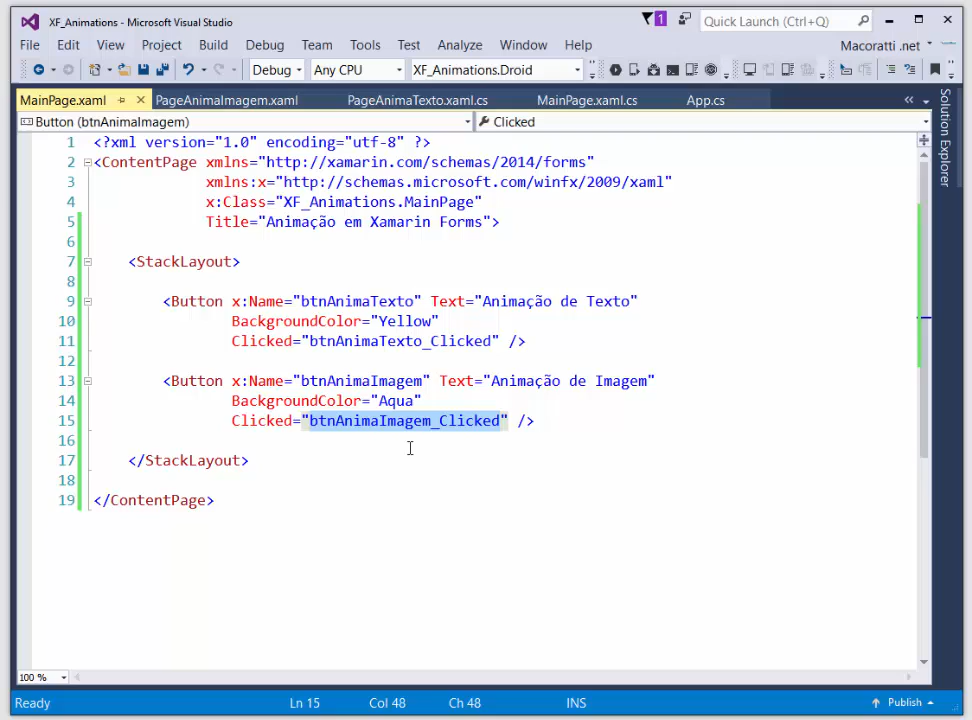 XF_Animations - Microsoft Visual Studio
1
Quick Launch (Ctrl+Q)
File Edit View Project Build Debug Team Tools Test Analyze Window Help
Macoratti .net
Debug Any CPU XF_Animations.Droid
MainPage.xaml PageAnimaImagem.xaml PageAnimaTexto.xaml.cs MainPage.xaml.cs App.cs
Solution Explorer
Button (btnAnimaImagem) Clicked
1 <?xml version="1.0" encoding="utf-8" ?>
2 <ContentPage xmlns="http://xamarin.com/schemas/2014/forms"
3 xmlns:x="http://schemas.microsoft.com/winfx/2009/xaml"
4 x:Class="XF_Animations.MainPage"
5 Title="Animação em Xamarin Forms">
6
7 <StackLayout>
8
9 <Button x:Name="btnAnimaTexto" Text="Animação de Texto"
10 BackgroundColor="Yellow"
11 Clicked="btnAnimaTexto_Clicked" />
12
13 <Button x:Name="btnAnimaImagem" Text="Animação de Imagem"
14 BackgroundColor="Aqua"
15 Clicked="btnAnimaImagem_Clicked" />
16
17 </StackLayout>
18
19 </ContentPage>
100 %
Ready Ln 15 Col 48 Ch 48 INS Publish